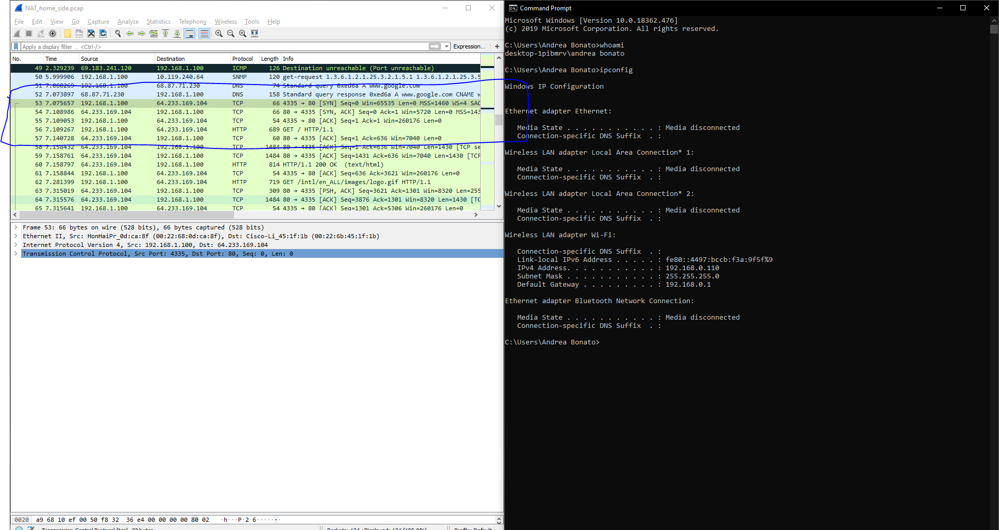 NAT_home_side.pcap
File Edit View Go Capture Analyze Statistics Telephony Wireless Tools Help
Apply a display filter ... <Ctrl-/> Expression... +
No. Time Source Destination Protocol Length Info
49 2.329239 69.183.241.120 192.168.1.100 ICMP 126 Destination unreachable (Port unreachable)
50 5.999906 192.168.1.100 10.119.240.64 SNMP 120 get-request 1.3.6.1.2.1.25.3.2.1.5.1 1.3.6.1.2.1.25.3.5
51 7.060269 192.168.1.100 68.87.71.230 DNS 74 Standard query 0xed6a A www.google.com
52 7.073897 68.87.71.230 192.168.1.100 DNS 158 Standard query response 0xed6a A www.google.com CNAME w
53 7.075657 192.168.1.100 64.233.169.104 TCP 66 4335 → 80 [SYN] Seq=0 Win=65535 Len=0 MSS=1460 WS=4 SAC
54 7.108986 64.233.169.104 192.168.1.100 TCP 66 80 → 4335 [SYN, ACK] Seq=0 Ack=1 Win=5720 Len=0 MSS=143
55 7.109053 192.168.1.100 64.233.169.104 TCP 54 4335 → 80 [ACK] Seq=1 Ack=1 Win=260176 Len=0
56 7.109267 192.168.1.100 64.233.169.104 HTTP 689 GET / HTTP/1.1
57 7.140728 64.233.169.104 192.168.1.100 TCP 60 80 → 4335 [ACK] Seq=1 Ack=636 Win=7040 Len=0
58 7.158432 64.233.169.104 192.168.1.100 TCP 1484 80 → 4335 [ACK] Seq=1 Ack=636 Win=7040 Len=1430 [TCP se
59 7.158761 64.233.169.104 192.168.1.100 TCP 1484 80 → 4335 [ACK] Seq=1431 Ack=636 Win=7040 Len=1430 [TCP
60 7.158797 64.233.169.104 192.168.1.100 HTTP 814 HTTP/1.1 200 OK (text/html)
61 7.158844 192.168.1.100 64.233.169.104 TCP 54 4335 → 80 [ACK] Seq=636 Ack=3621 Win=260176 Len=0
62 7.281399 192.168.1.100 64.233.169.104 HTTP 719 GET /intl/en_ALL/images/logo.gif HTTP/1.1
63 7.315019 64.233.169.104 192.168.1.100 TCP 309 80 → 4335 [PSH, ACK] Seq=3621 Ack=1301 Win=8320 Len=255
64 7.315576 64.233.169.104 192.168.1.100 TCP 1484 80 → 4335 [ACK] Seq=3876 Ack=1301 Win=8320 Len=1430 [TC
65 7.315641 192.168.1.100 64.233.169.104 TCP 54 4335 → 80 [ACK] Seq=1301 Ack=5306 Win=260176 Len=0
Frame 53: 66 bytes on wire (528 bits), 66 bytes captured (528 bits)
Ethernet II, Src: HonHaiPr_0d:ca:8f (00:22:68:0d:ca:8f), Dst: Cisco-Li_45:1f:1b (00:22:6b:45:1f:1b)
Internet Protocol Version 4, Src: 192.168.1.100, Dst: 64.233.169.104
Transmission Control Protocol, Src Port: 4335, Dst Port: 80, Seq: 0, Len: 0
0020 a9 68 10 ef 00 50 f8 32 36 e4 00 00 00 00 80 02 ·h···P·2 6·······
Transmission Control Protocol (tcp), 32 bytes Packets: 134 · Displayed: 134 (100.0%) Profile: Default
Command Prompt
Microsoft Windows [Version 10.0.18362.476]
(c) 2019 Microsoft Corporation. All rights reserved.
C:\Users\Andrea Bonato>whoami
desktop-1pibmrv\andrea bonato
C:\Users\Andrea Bonato>ipconfig
Windows IP Configuration
Ethernet adapter Ethernet:
Media State . . . . . . . . . . . : Media disconnected
Connection-specific DNS Suffix . :
Wireless LAN adapter Local Area Connection* 1:
Media State . . . . . . . . . . . : Media disconnected
Connection-specific DNS Suffix . :
Wireless LAN adapter Local Area Connection* 2:
Media State . . . . . . . . . . . : Media disconnected
Connection-specific DNS Suffix . :
Wireless LAN adapter Wi-Fi:
Connection-specific DNS Suffix . :
Link-local IPv6 Address . . . . . : fe80::4497:bccb:f3a:9f5f%9
IPv4 Address. . . . . . . . . . . : 192.168.0.110
Subnet Mask . . . . . . . . . . . : 255.255.255.0
Default Gateway . . . . . . . . . : 192.168.0.1
Ethernet adapter Bluetooth Network Connection:
Media State . . . . . . . . . . . : Media disconnected
Connection-specific DNS Suffix . :
C:\Users\Andrea Bonato>